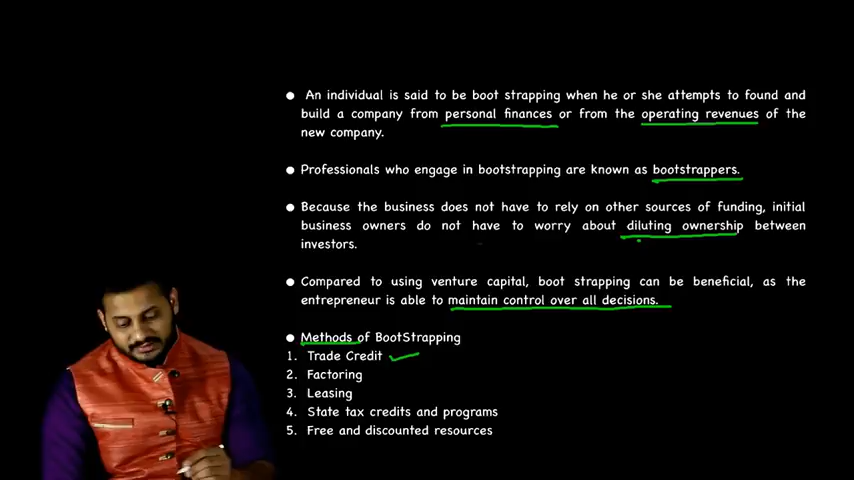 ● An individual is said to be boot strapping when he or she attempts to found and
build a company from personal finances or from the operating revenues of the
new company.
● Professionals who engage in bootstrapping are known as bootstrappers.
● Because the business does not have to rely on other sources of funding, initial
business owners do not have to worry about diluting ownership between
investors.
● Compared to using venture capital, boot strapping can be beneficial, as the
entrepreneur is able to maintain control over all decisions.
● Methods of BootStrapping
1. Trade Credit
2. Factoring
3. Leasing
4. State tax credits and programs
5. Free and discounted resources